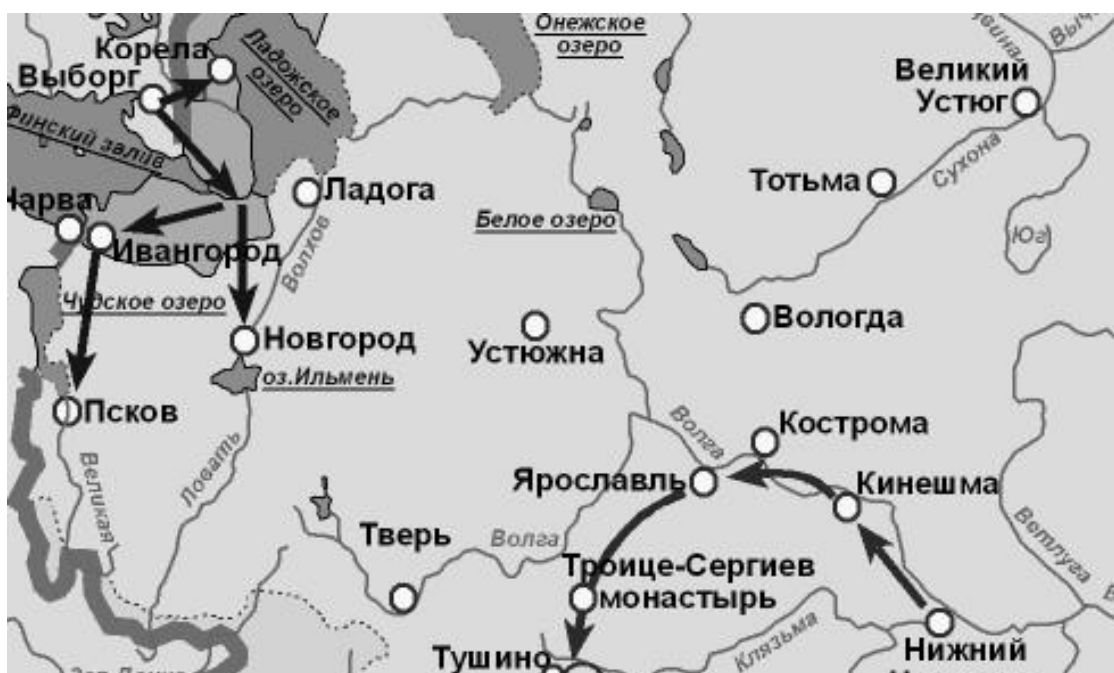 Онежское
озеро
Корела
Ладожское
озеро
Выборг
Великий
Устюг
Финский залив
Сухона
Тотьма
Ладога
Белое озеро
Ивангород
Волхов
Юг
Чудское озеро
Новгород
Вологда
Устюжна
оз.Ильмень
Псков
Волга
Кострома
Ловать
Великая
Ярославль
Кинешма
Тверь
Волга
Ветлуга
Троице-Сергиев
монастырь
Клязьма
Тушино
Нижний